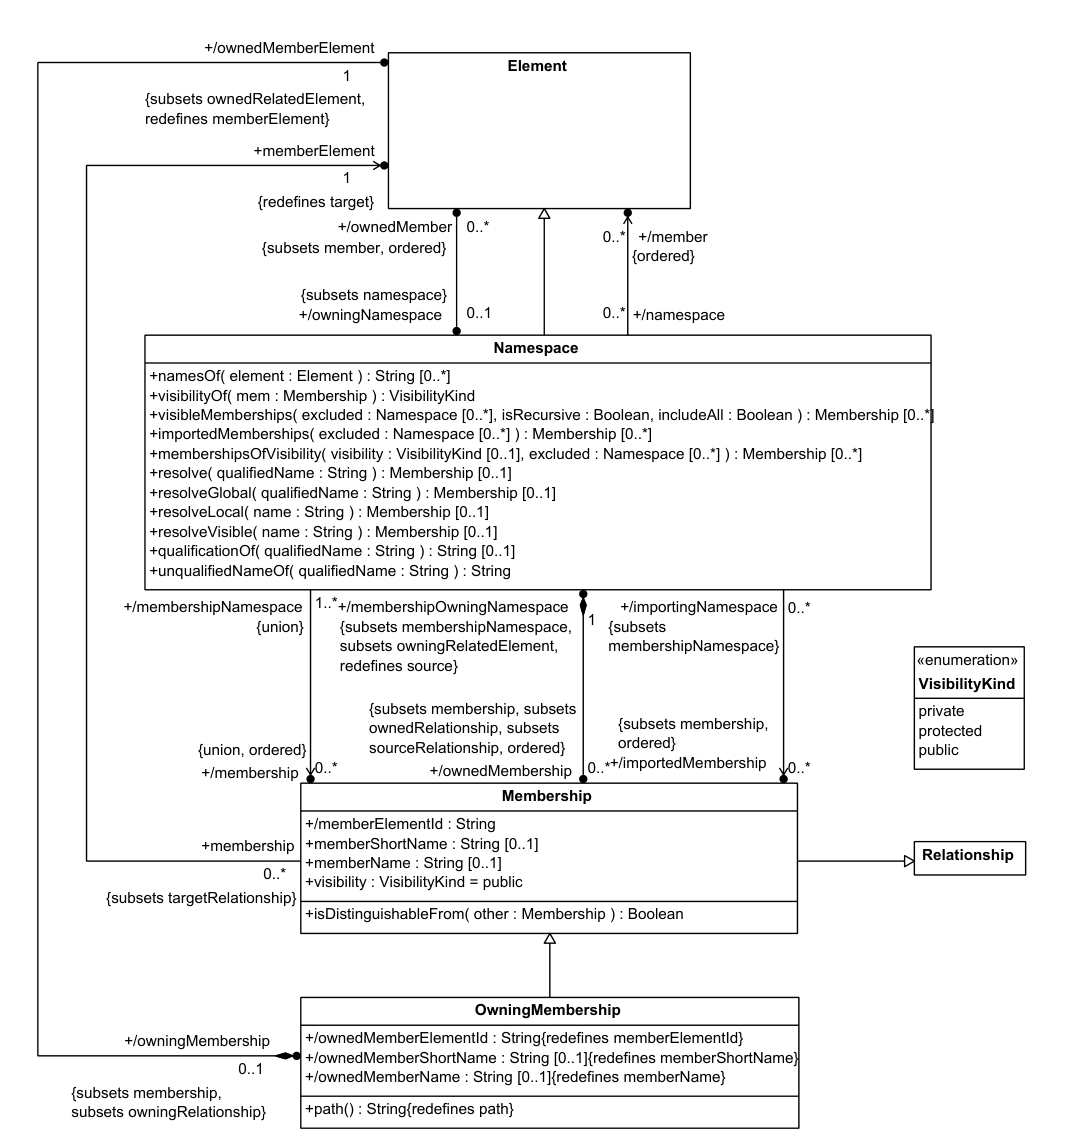 +/ownedMemberElement
1
{subsets ownedRelatedElement,
redefines memberElement}
Element
+memberElement
1
{redefines target}
+/ownedMember
0..*
{subsets member, ordered}
0..*
+/member
{ordered}
{subsets namespace}
+/owningNamespace
0..1
0..*
+/namespace
Namespace
+namesOf( element : Element ) : String [0..*]
+visibilityOf( mem : Membership ) : VisibilityKind
+visibleMemberships( excluded : Namespace [0..*], isRecursive : Boolean, includeAll : Boolean ) : Membership [0..*]
+importedMemberships( excluded : Namespace [0..*] ) : Membership [0..*]
+membershipsOfVisibility( visibility : VisibilityKind [0..1], excluded : Namespace [0..*] ) : Membership [0..*]
+resolve( qualifiedName : String ) : Membership [0..1]
+resolveGlobal( qualifiedName : String ) : Membership [0..1]
+resolveLocal( name : String ) : Membership [0..1]
+resolveVisible( name : String ) : Membership [0..1]
+qualificationOf( qualifiedName : String ) : String [0..1]
+unqualifiedNameOf( qualifiedName : String ) : String
+/membershipNamespace
1..*
{union}
+/membershipOwningNamespace
1
{subsets membershipNamespace,
subsets owningRelatedElement,
redefines source}
+/importingNamespace
0..*
{subsets
membershipNamespace}
«enumeration»
VisibilityKind
private
protected
public
{union, ordered}
+/membership
0..*
{subsets membership, subsets
ownedRelationship, subsets
sourceRelationship, ordered}
+/ownedMembership
0..*
{subsets membership,
ordered}
+/importedMembership
0..*
Membership
+/memberElementId : String
+memberShortName : String [0..1]
+memberName : String [0..1]
+visibility : VisibilityKind = public
+isDistinguishableFrom( other : Membership ) : Boolean
+membership
0..*
{subsets targetRelationship}
Relationship
OwningMembership
+/ownedMemberElementId : String{redefines memberElementId}
+/ownedMemberShortName : String [0..1]{redefines memberShortName}
+/ownedMemberName : String [0..1]{redefines memberName}
+path() : String{redefines path}
+/owningMembership
0..1
{subsets membership,
subsets owningRelationship}